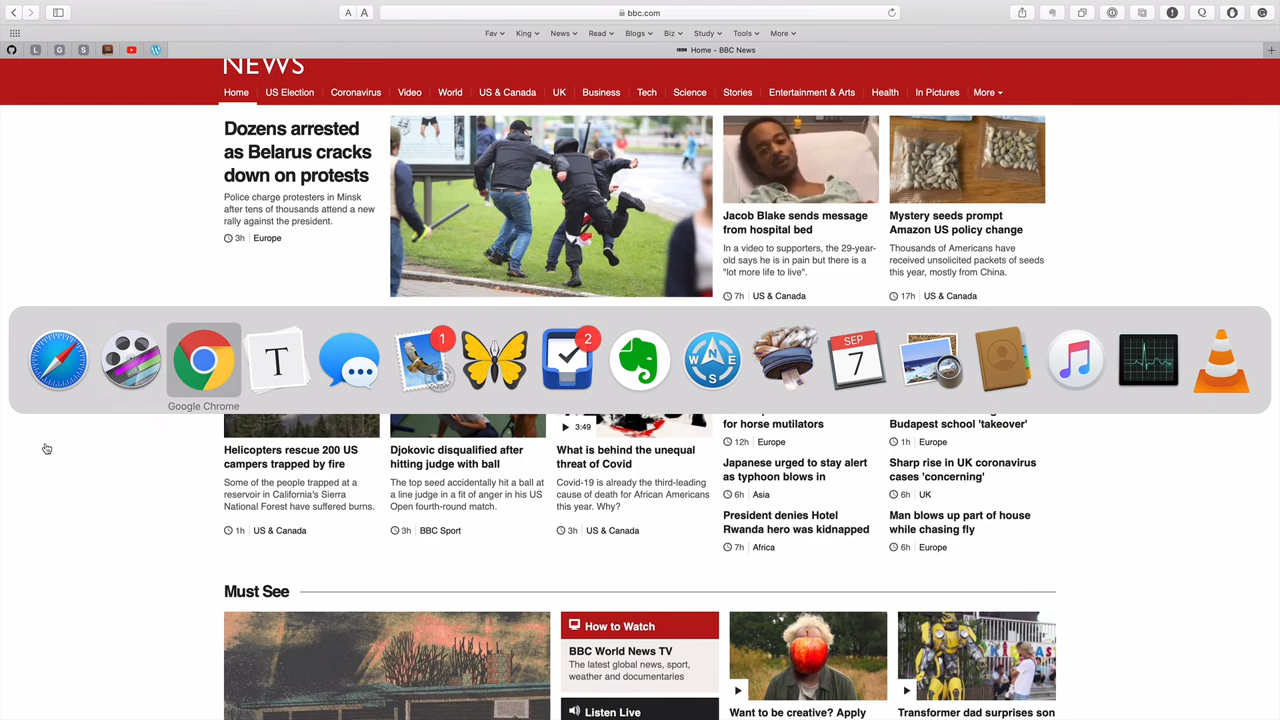 A A
bbc.com
Fav King News Read Blogs Biz Study Tools More
L G S
Home - BBC News
NEWS
Home US Election Coronavirus Video World US & Canada UK Business Tech Science Stories Entertainment & Arts Health In Pictures More
Dozens arrested
as Belarus cracks
down on protests
Police charge protesters in Minsk
after tens of thousands attend a new
rally against the president.
3h Europe
Jacob Blake sends message
from hospital bed
In a video to supporters, the 29-year-
old says he is in pain but there is a
"lot more life to live".
7h US & Canada
Mystery seeds prompt
Amazon US policy change
Thousands of Americans have
received unsolicited packets of seeds
this year, mostly from China.
17h US & Canada
T
1
2
N
W E
S
SEP
7
Google Chrome
3:49
Helicopters rescue 200 US
campers trapped by fire
Some of the people trapped at a
reservoir in California's Sierra
National Forest have suffered burns.
1h US & Canada
Djokovic disqualified after
hitting judge with ball
The top seed accidentally hit a ball at
a line judge in a fit of anger in his US
Open fourth-round match.
3h BBC Sport
What is behind the unequal
threat of Covid
Covid-19 is already the third-leading
cause of death for African Americans
this year. Why?
3h US & Canada
for horse mutilators
12h Europe
Japanese urged to stay alert
as typhoon blows in
6h Asia
President denies Hotel
Rwanda hero was kidnapped
7h Africa
Budapest school 'takeover'
1h Europe
Sharp rise in UK coronavirus
cases 'concerning'
6h UK
Man blows up part of house
while chasing fly
6h Europe
Must See
How to Watch
BBC World News TV
The latest global news, sport,
weather and documentaries
Listen Live
Want to be creative? Apply
Transformer dad surprises son